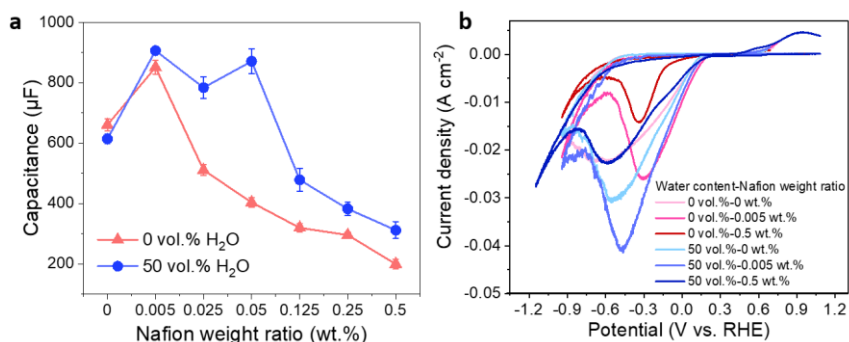 a
1000
800
600
400
200
Capacitance (µF)
0 vol.% H₂O
50 vol.% H₂O
0 0.005 0.025 0.05 0.125 0.25 0.5
Nafion weight ratio (wt.%)
b
0.00
-0.01
-0.02
-0.03
-0.04
-0.05
Current density (A cm⁻²)
Water content-Nafion weight ratio
0 vol.%-0 wt.%
0 vol.%-0.005 wt.%
0 vol.%-0.5 wt.%
50 vol.%-0 wt.%
50 vol.%-0.005 wt.%
50 vol.%-0.5 wt.%
-1.2 -0.9 -0.6 -0.3 0.0 0.3 0.6 0.9 1.2
Potential (V vs. RHE)